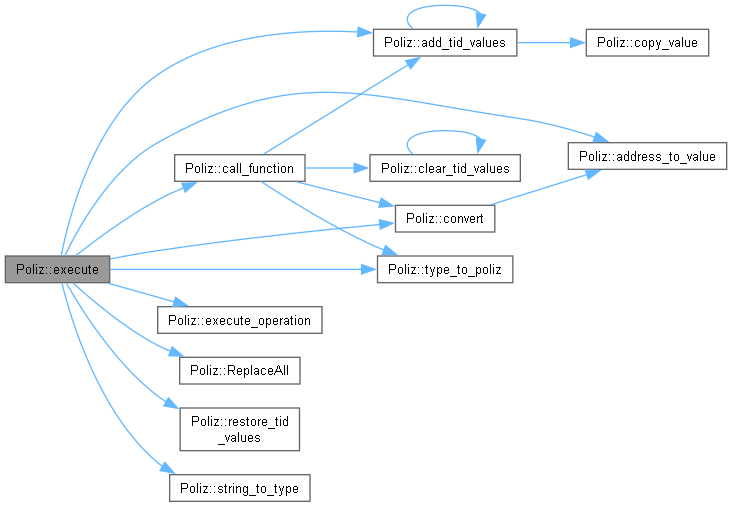 Poliz::add_tid_values
Poliz::copy_value
Poliz::call_function
Poliz::clear_tid_values
Poliz::address_to_value
Poliz::convert
Poliz::execute
Poliz::type_to_poliz
Poliz::execute_operation
Poliz::ReplaceAll
Poliz::restore_tid
_values
Poliz::string_to_type